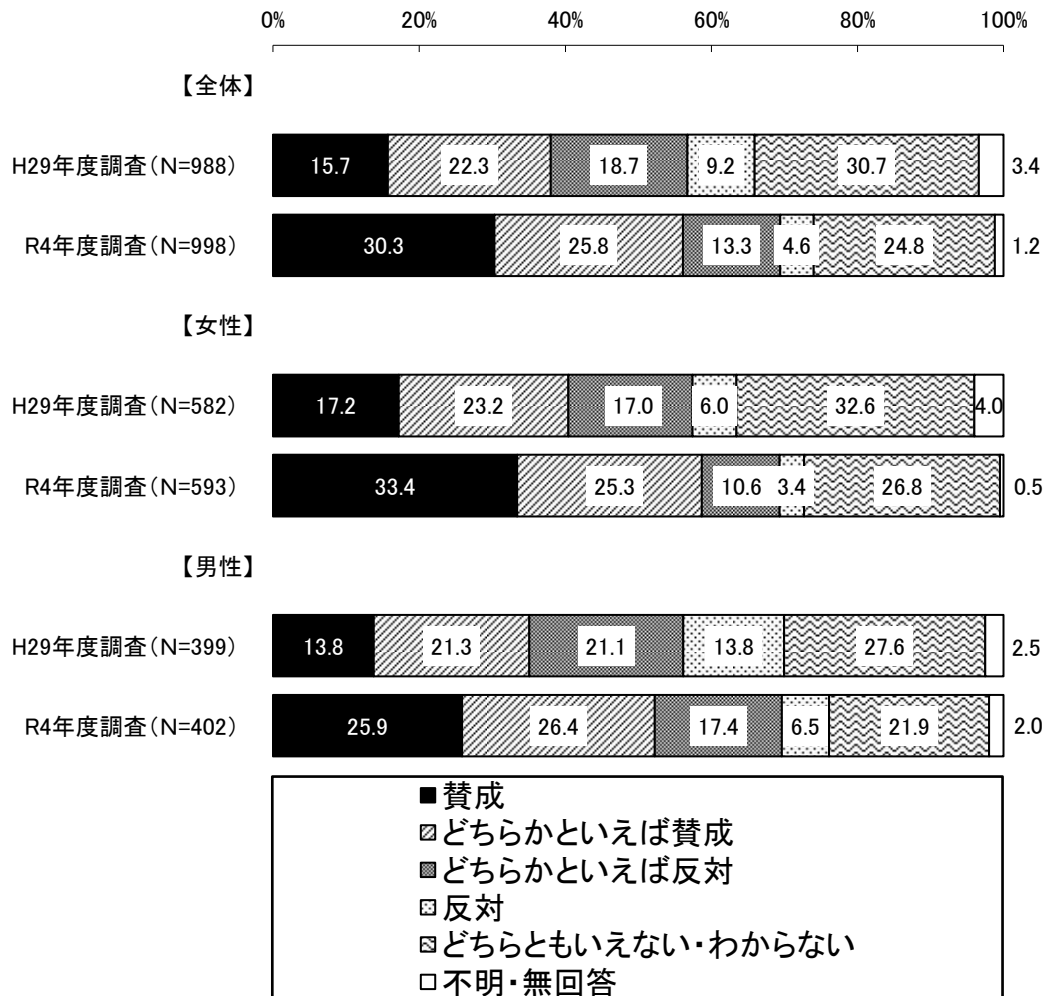 0% 20% 40% 60% 80% 100%
【全体】
H29年度調査(N=988) 15.7 22.3 18.7 9.2 30.7 3.4
R4年度調査(N=998) 30.3 25.8 13.3 4.6 24.8 1.2
【女性】
H29年度調査(N=582) 17.2 23.2 17.0 6.0 32.6 4.0
R4年度調査(N=593) 33.4 25.3 10.6 3.4 26.8 0.5
【男性】
H29年度調査(N=399) 13.8 21.3 21.1 13.8 27.6 2.5
R4年度調査(N=402) 25.9 26.4 17.4 6.5 21.9 2.0
賛成
どちらかといえば賛成
どちらかといえば反対
反対
どちらともいえない・わからない
不明・無回答